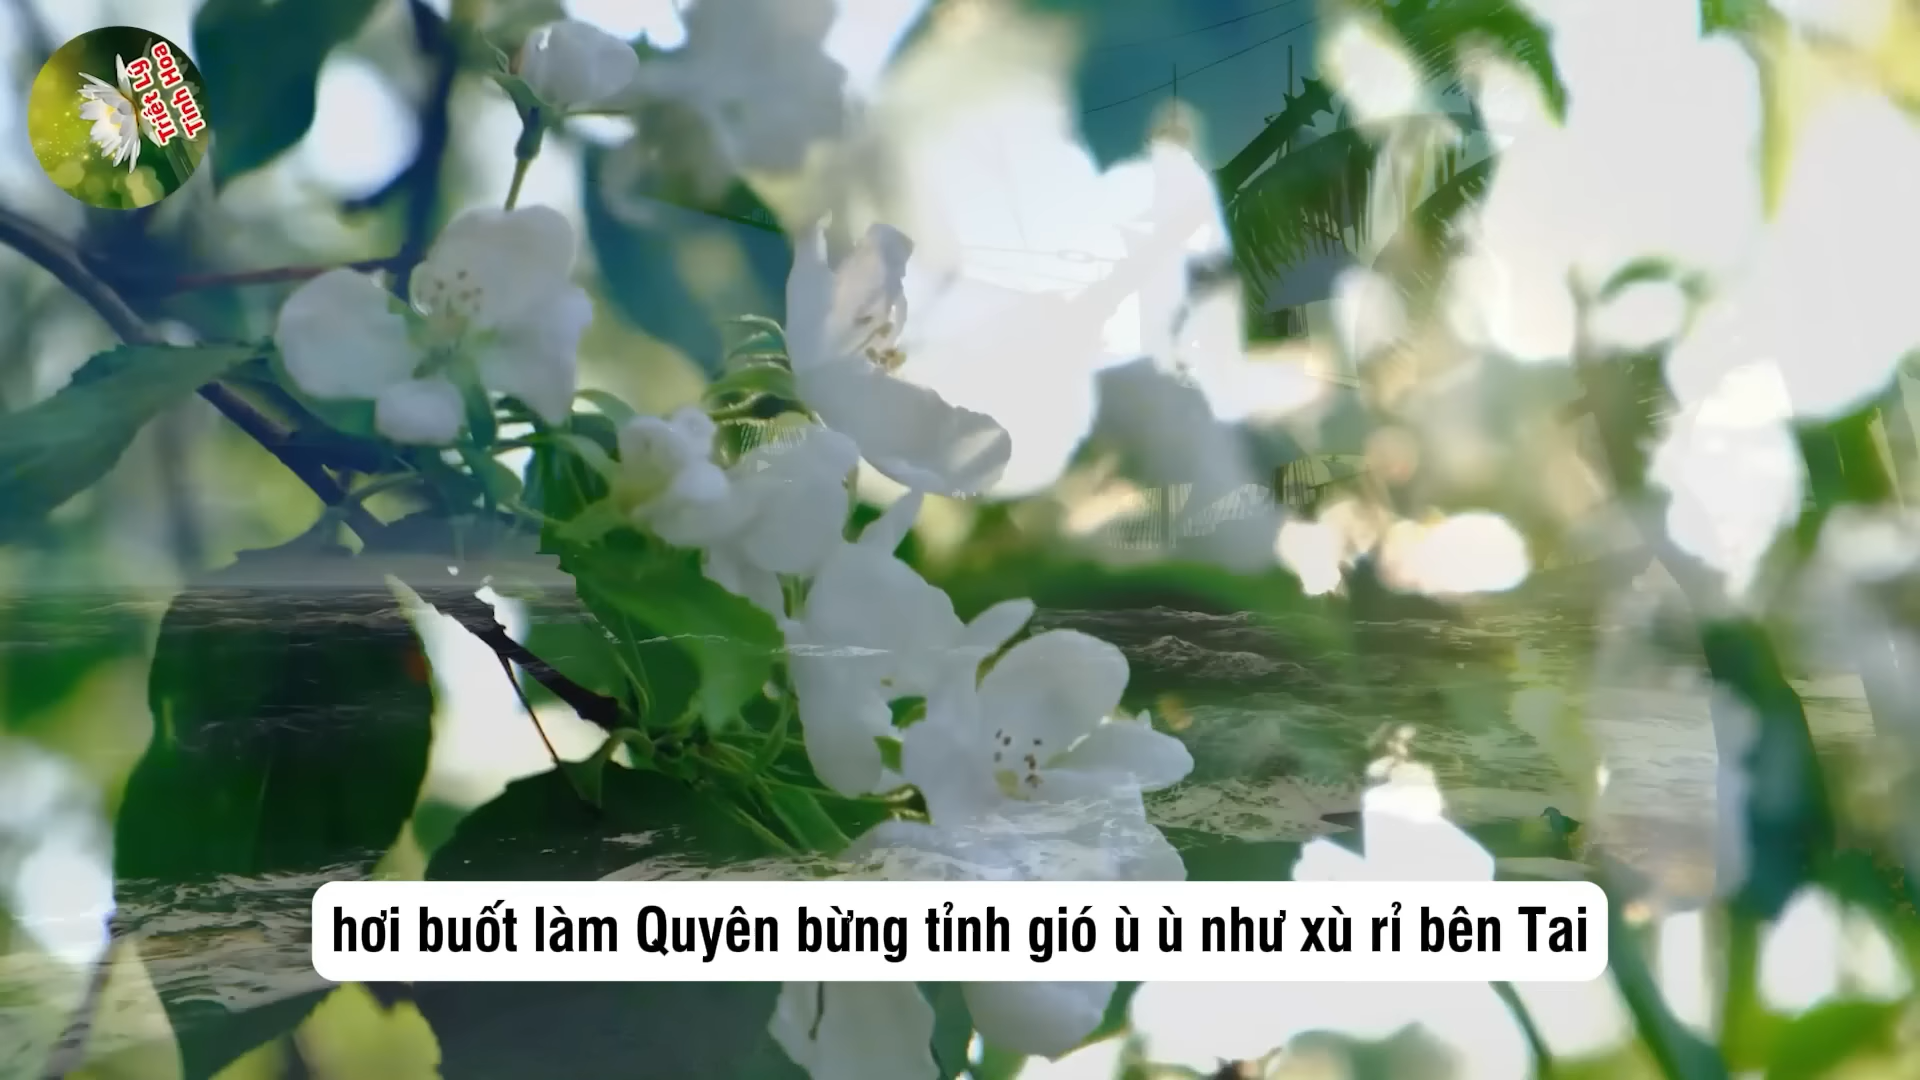 Triết Lý
Tinh Hoa
hơi buốt làm Quyên bừng tỉnh gió ù ù như xù rỉ bên Tai